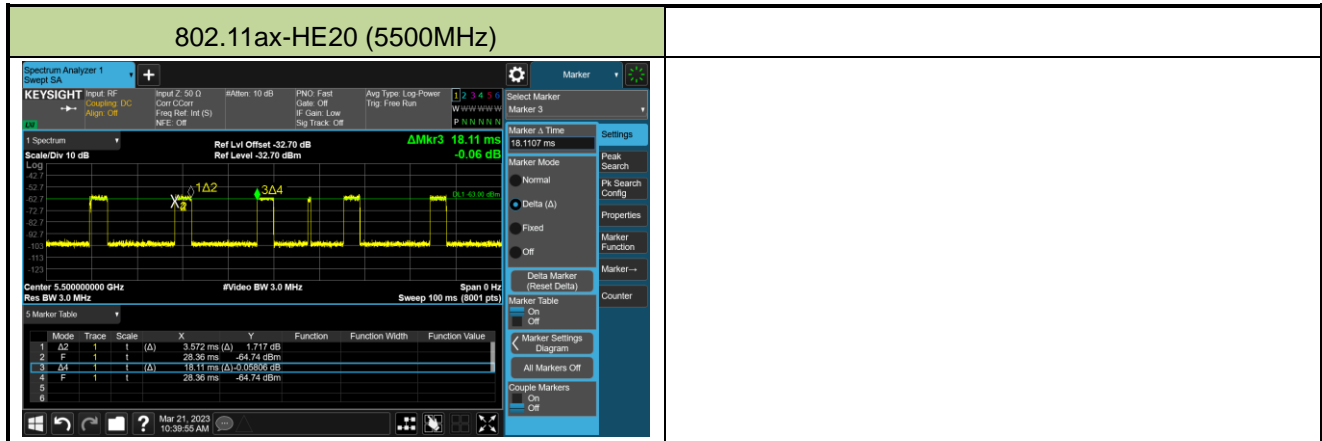 802.11ax-HE20 (5500MHz)
Spectrum Analyzer 1
Swept SA
Marker
KEYSIGHT
Input: RF
Coupling: DC
Align: Off
Input Z: 50 Ω
Corr CCorr
Freq Ref: Int (S)
NFE: Off
#Atten: 10 dB
PNO: Fast
Gate: Off
IF Gain: Low
Sig Track: Off
Avg Type: Log-Power
Trig: Free Run
1 2 3 4 5 6
W W W W W W
P N N N N N
Select Marker
Marker 3
Marker Δ Time
18.1107 ms
Settings
1 Spectrum
Scale/Div 10 dB
Ref Lvl Offset -32.70 dB
Ref Level -32.70 dBm
ΔMkr3 18.11 ms
-0.06 dB
Log
-42.7
-52.7
-62.7
-72.7
-82.7
-92.7
-103
-113
-123
1Δ2
3Δ4
DL1 -63.00 dBm
Marker Mode
Normal
Delta (Δ)
Fixed
Off
Peak Search
Pk Search Config
Properties
Marker Function
Marker→
Counter
Delta Marker
(Reset Delta)
Marker Table
On
Off
Marker Settings
Diagram
All Markers Off
Couple Markers
On
Off
Center 5.500000000 GHz
Res BW 3.0 MHz
#Video BW 3.0 MHz
Span 0 Hz
Sweep 100 ms (8001 pts)
5 Marker Table
Mode Trace Scale X Y Function Function Width Function Value
1 Δ2 1 t (Δ) 3.572 ms (Δ) 1.717 dB
2 F 1 t 28.36 ms -64.74 dBm
3 Δ4 1 t (Δ) 18.11 ms (Δ) -0.05806 dB
4 F 1 t 28.36 ms -64.74 dBm
5
6
?
Mar 21, 2023
10:39:55 AM